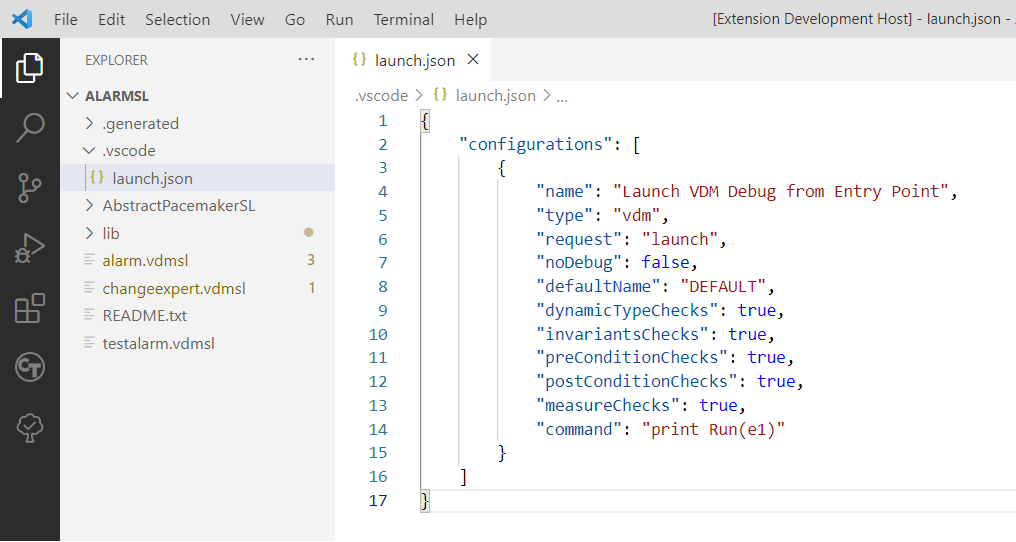 File Edit Selection View Go Run Terminal Help [Extension Development Host] - launch.json -
EXPLORER ...
ALARMSL
.generated
.vscode
{} launch.json
AbstractPacemakerSL
lib
alarm.vdmsl 3
changeexpert.vdmsl 1
README.txt
testalarm.vdmsl
CT
{} launch.json ×
.vscode > {} launch.json > ...
1 {
2 "configurations": [
3 {
4 "name": "Launch VDM Debug from Entry Point",
5 "type": "vdm",
6 "request": "launch",
7 "noDebug": false,
8 "defaultName": "DEFAULT",
9 "dynamicTypeChecks": true,
10 "invariantsChecks": true,
11 "preConditionChecks": true,
12 "postConditionChecks": true,
13 "measureChecks": true,
14 "command": "print Run(e1)"
15 }
16 ]
17 }